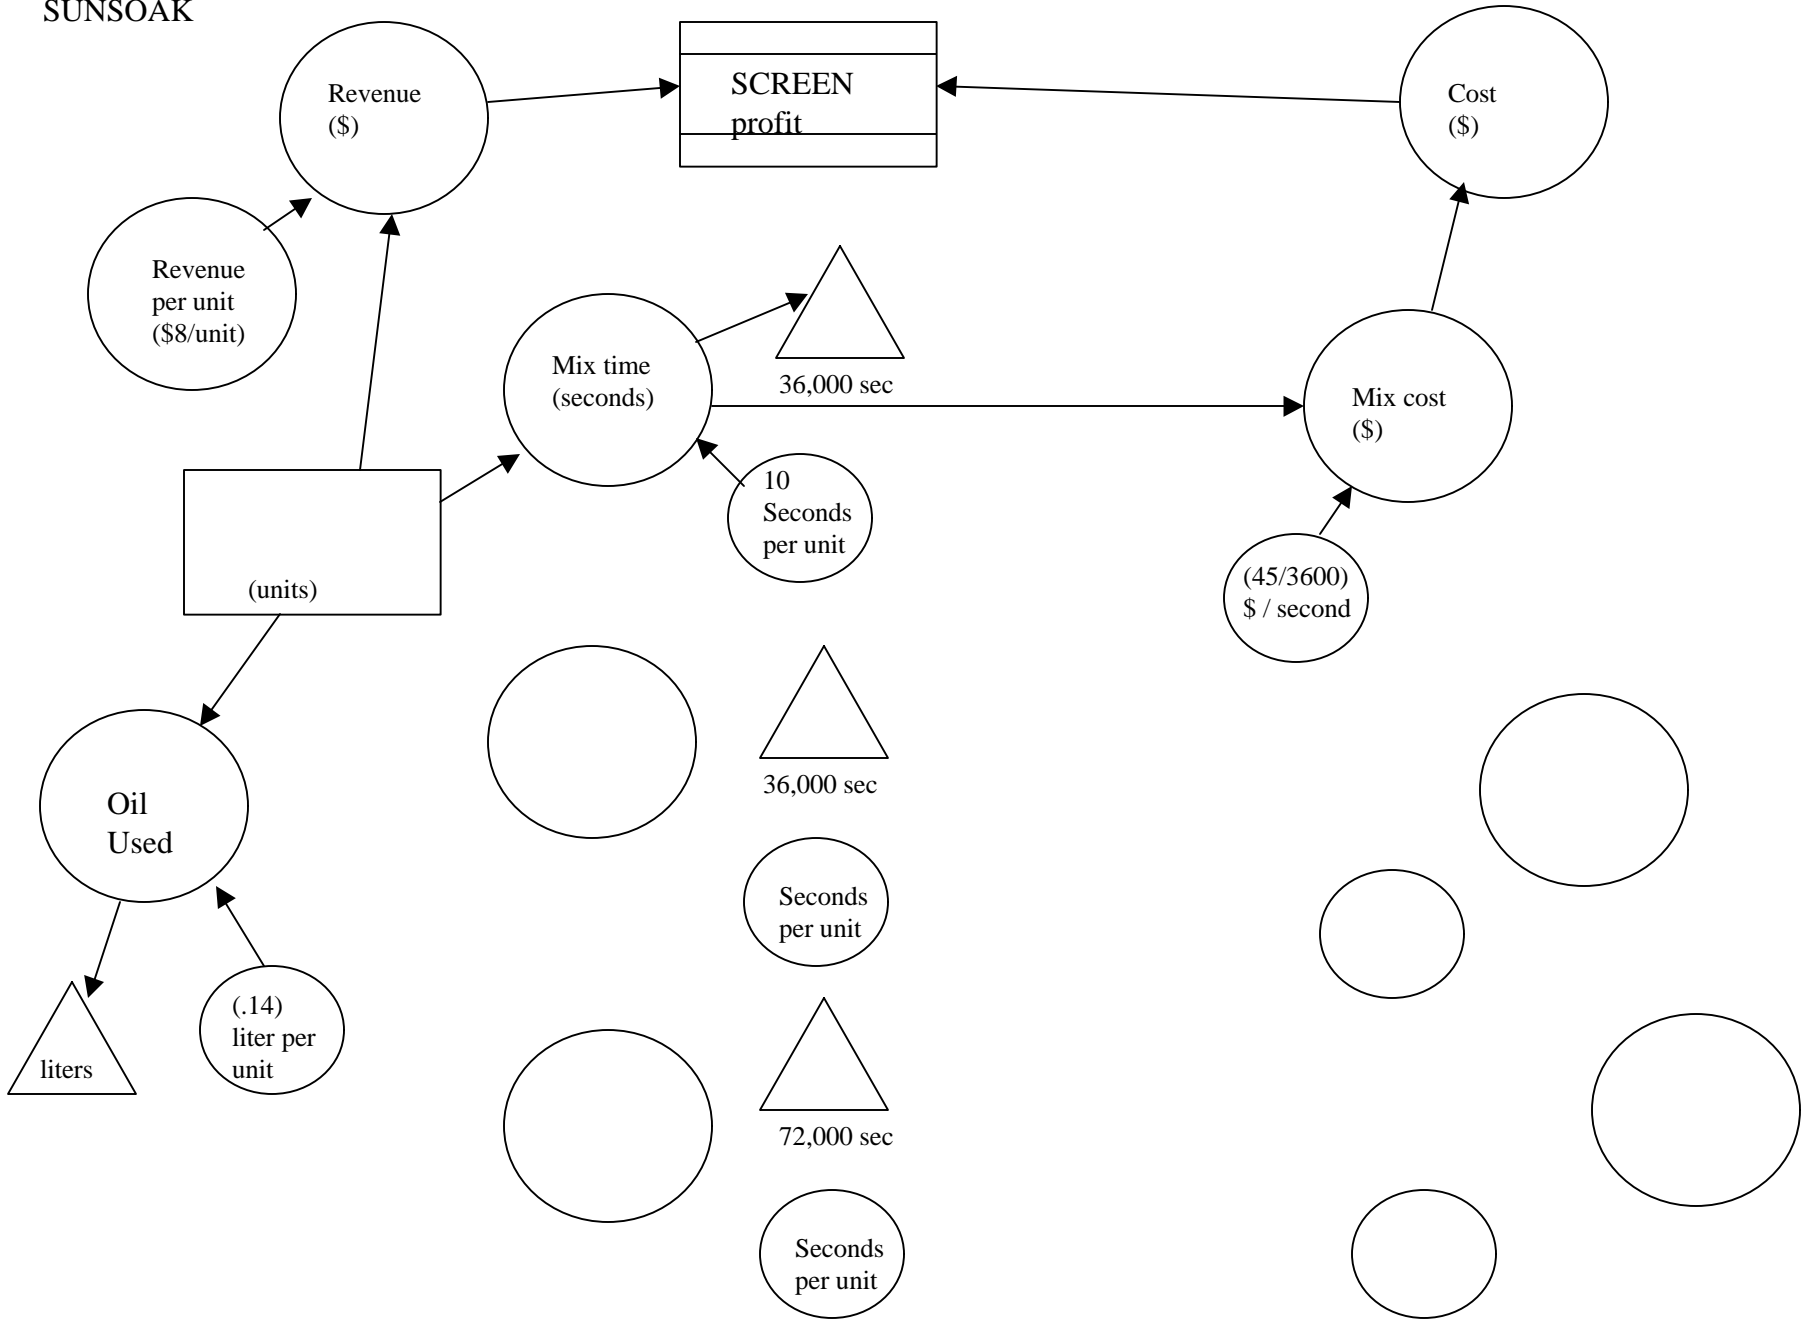 SUNSOAK
Revenue
($)
SCREEN
profit
Cost
($)
Revenue
per unit
($8/unit)
Mix time
(seconds)
36,000 sec
Mix cost
($)
10
Seconds
per unit
(45/3600)
$ / second
(units)
36,000 sec
Oil
Used
Seconds
per unit
(.14)
liter per
unit
liters
72,000 sec
Seconds
per unit